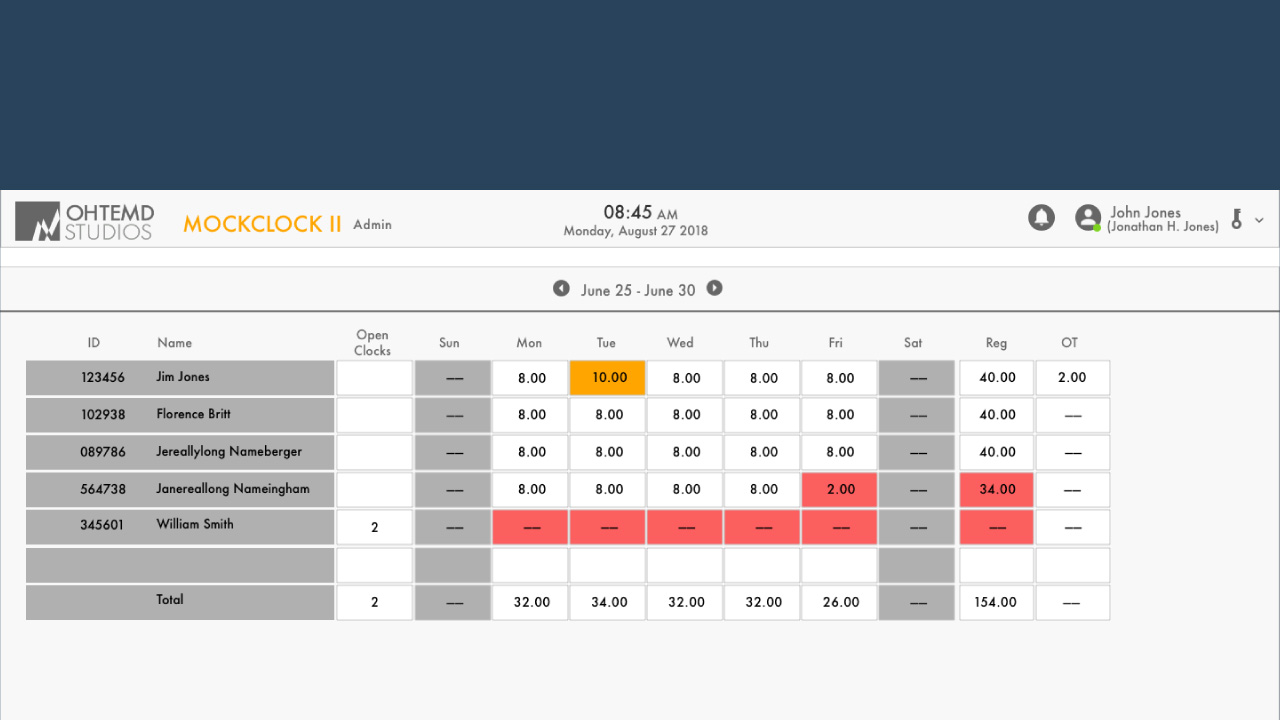 OHTEMD
STUDIOS
MOCKCLOCK II Admin
08:45 AM
Monday, August 27 2018
John Jones
(Jonathan H. Jones)
June 25 - June 30
ID Name Open Clocks Sun Mon Tue Wed Thu Fri Sat Reg OT
123456 Jim Jones — 8.00 10.00 8.00 8.00 8.00 — 40.00 2.00
102938 Florence Britt — 8.00 8.00 8.00 8.00 8.00 — 40.00 —
089786 Jereallylong Nameberger — 8.00 8.00 8.00 8.00 8.00 — 40.00 —
564738 Janereallong Nameingham — 8.00 8.00 8.00 8.00 2.00 — 34.00 —
345601 William Smith 2 — — — — — — — — —
Total 2 — 32.00 34.00 32.00 32.00 26.00 — 154.00 —